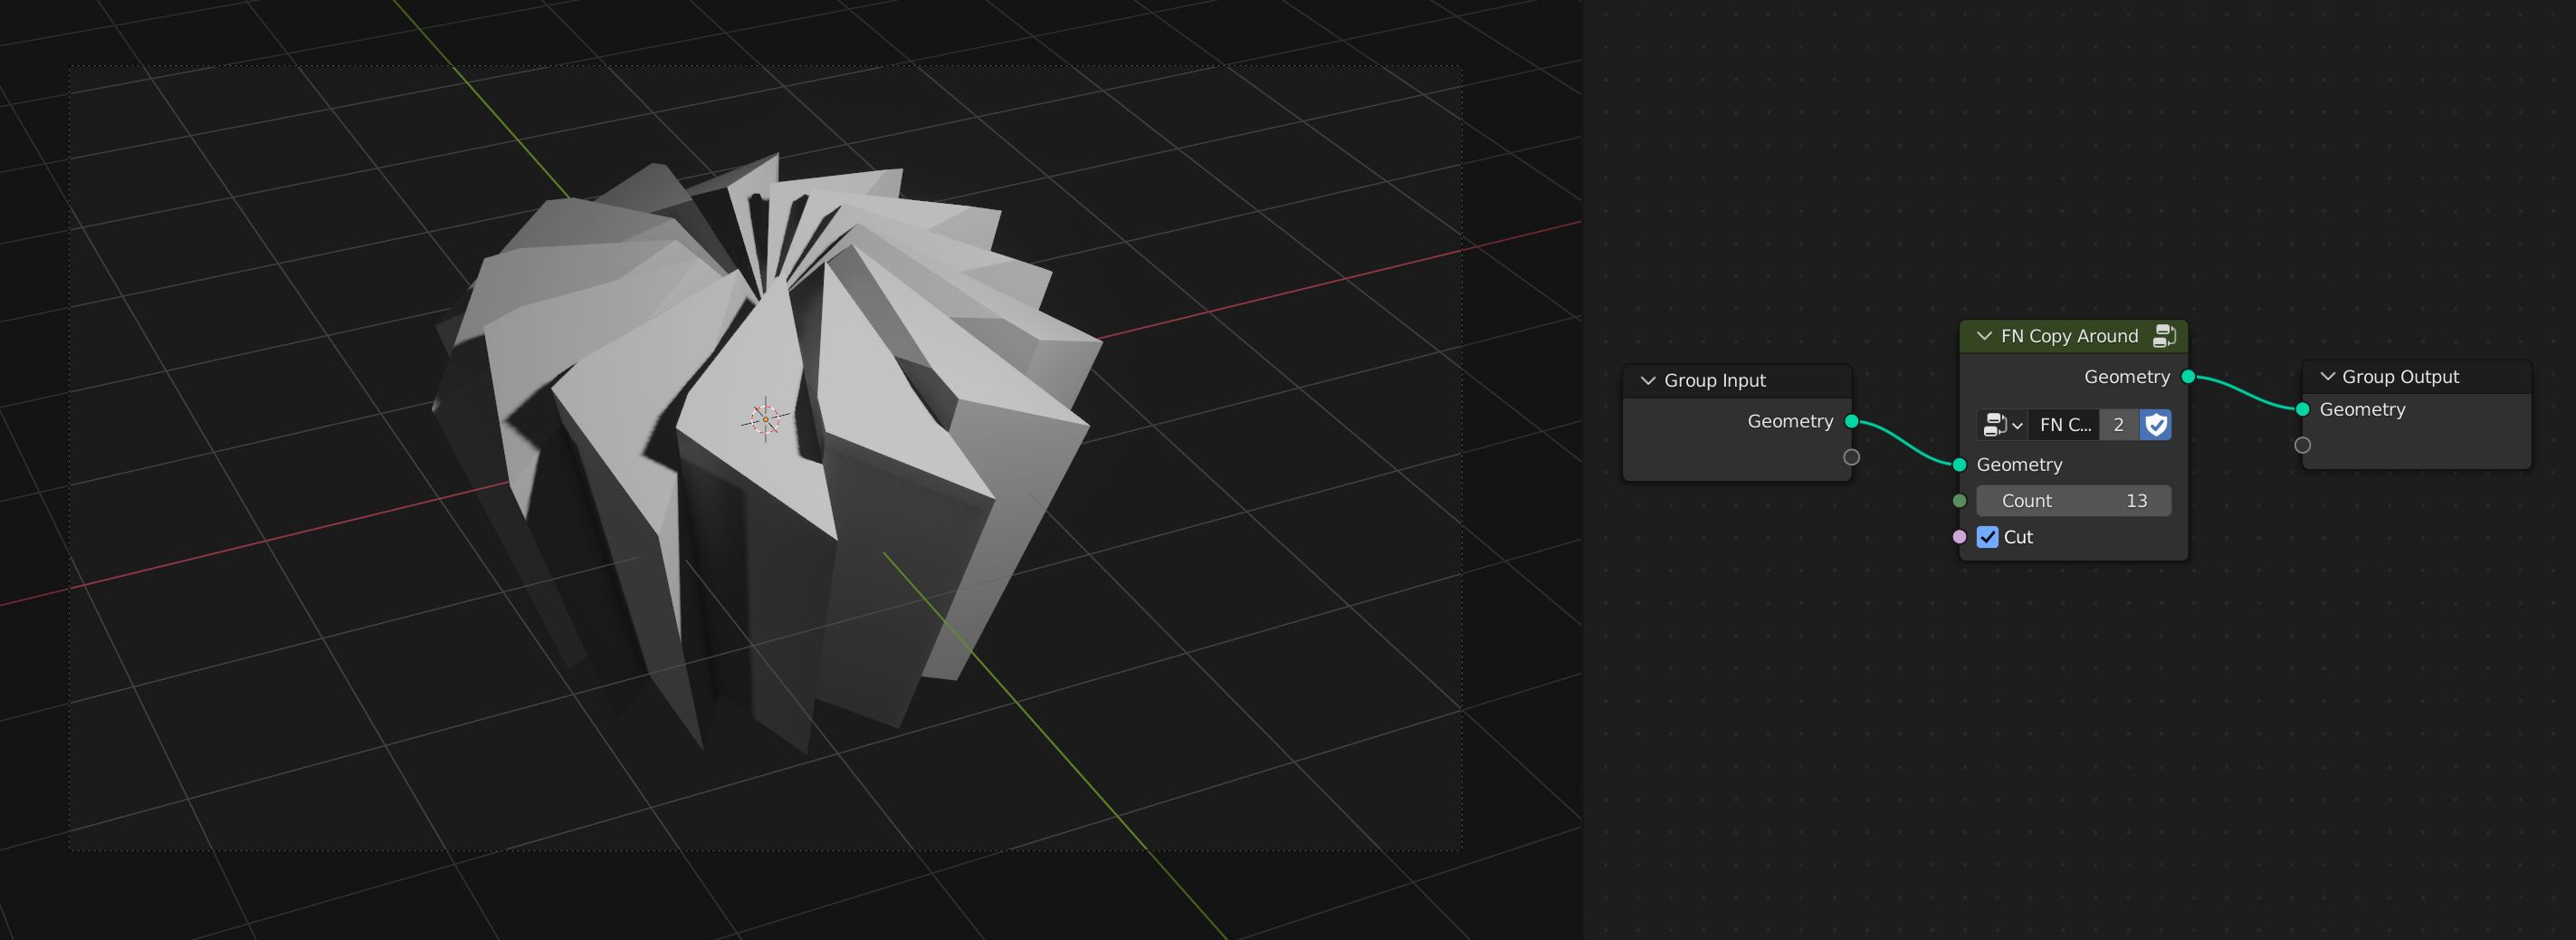 Group Input
Geometry
FN Copy Around
Geometry
FN C... 2
Geometry
Count 13
Cut
Group Output
Geometry